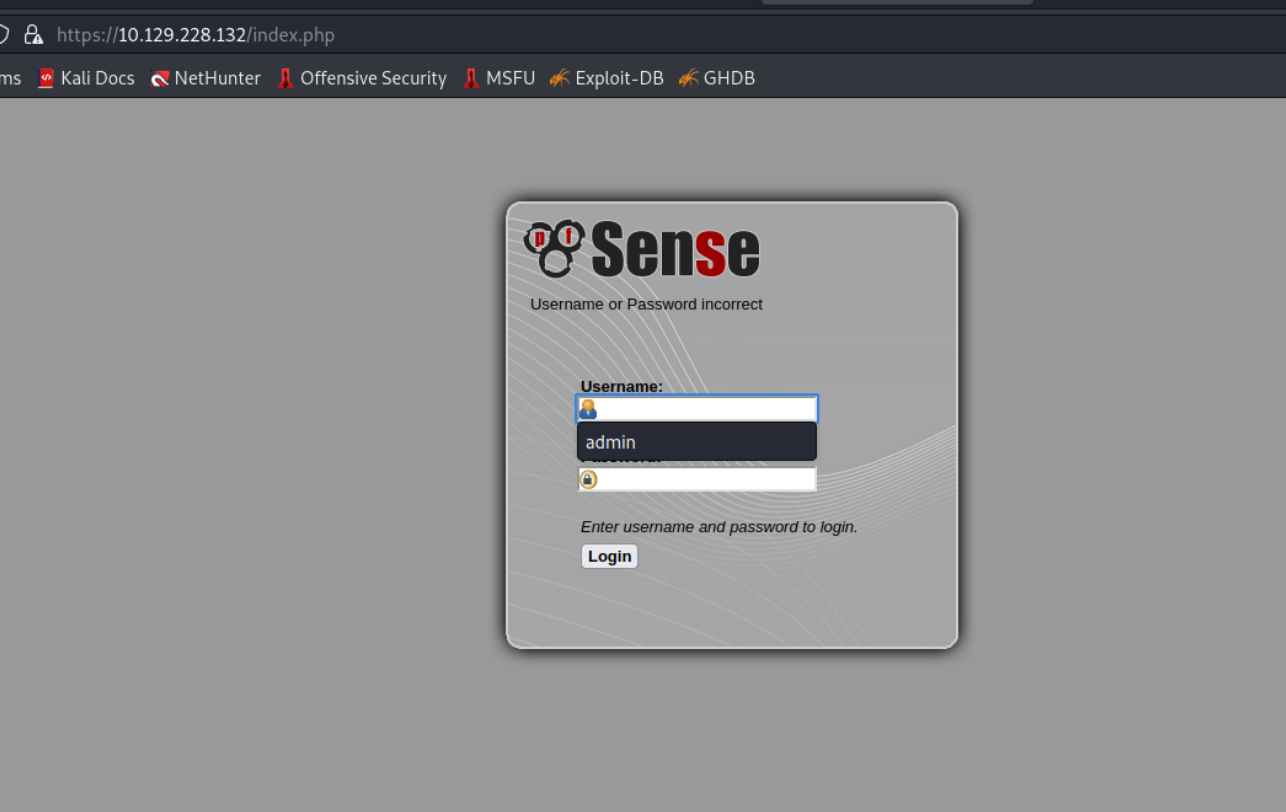 https://10.129.228.132/index.php
ms Kali Docs NetHunter Offensive Security MSFU Exploit-DB GHDB
pf Sense
Username or Password incorrect
Username:
admin
Enter username and password to login.
Login